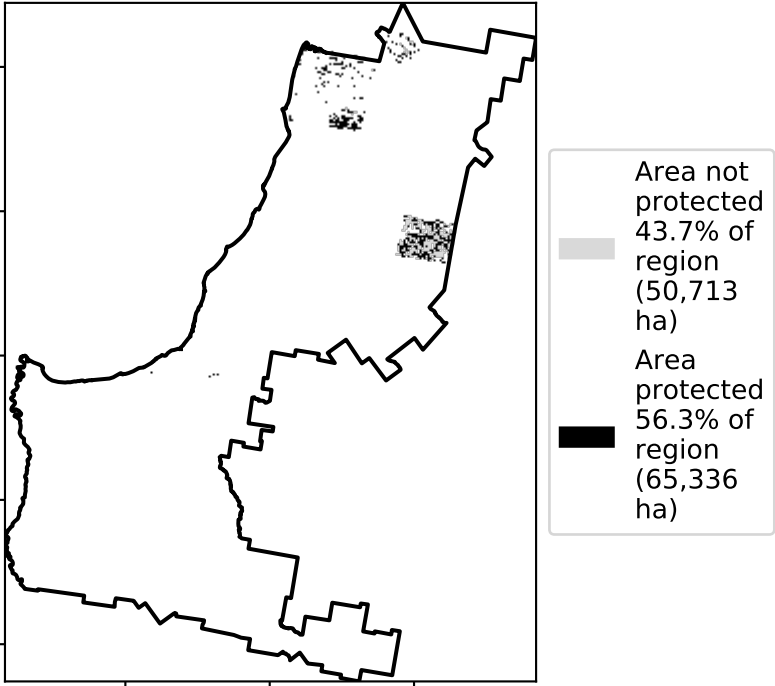 Area not
protected
43.7% of
region
(50,713
ha)
Area
protected
56.3% of
region
(65,336
ha)